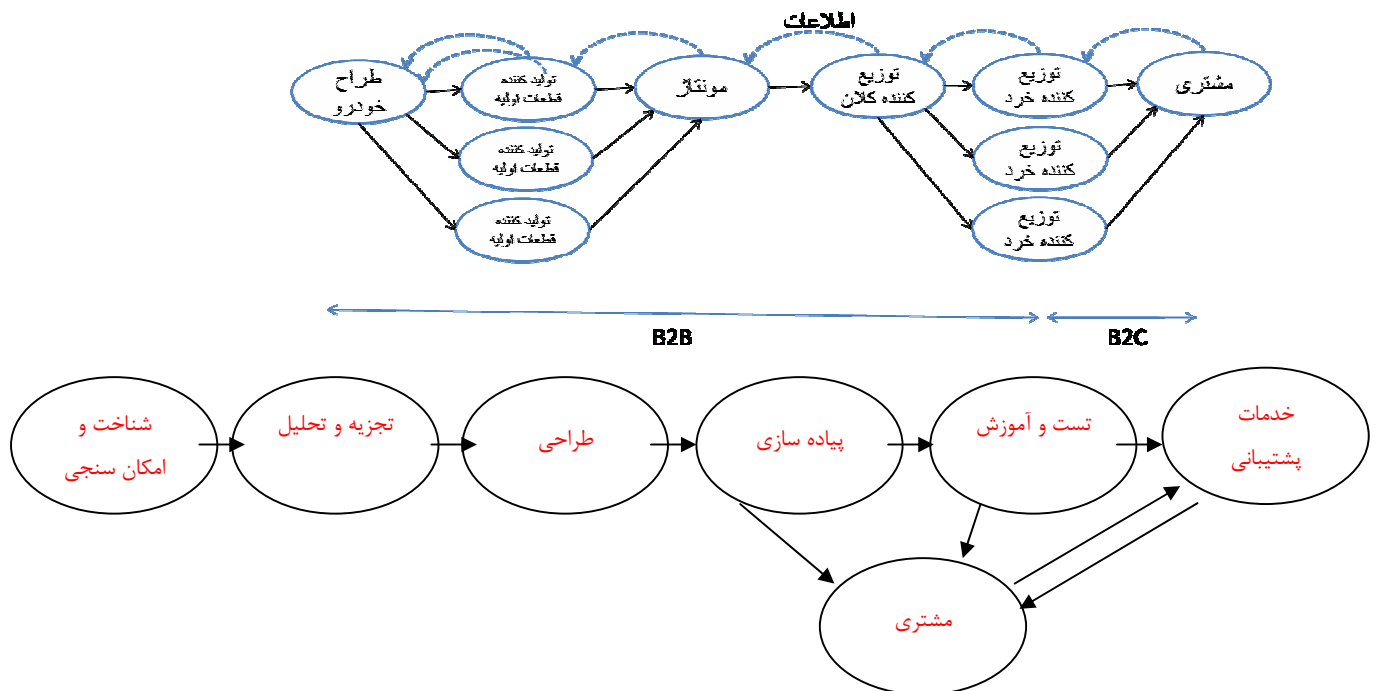 اطلاعات
طراح
خودرو
تولید کننده
قطعات اولیه
مونتاژ
توزیع
کننده کلان
توزیع
کننده خرد
مشتری
تولید کننده
قطعات اولیه
توزیع
کننده خرد
تولید کننده
قطعات اولیه
توزیع
کننده خرد
B2B
B2C
شناخت و
امکان سنجی
تجزیه و تحلیل
طراحی
پیاده سازی
تست و آموزش
خدمات
پشتیبانی
مشتری